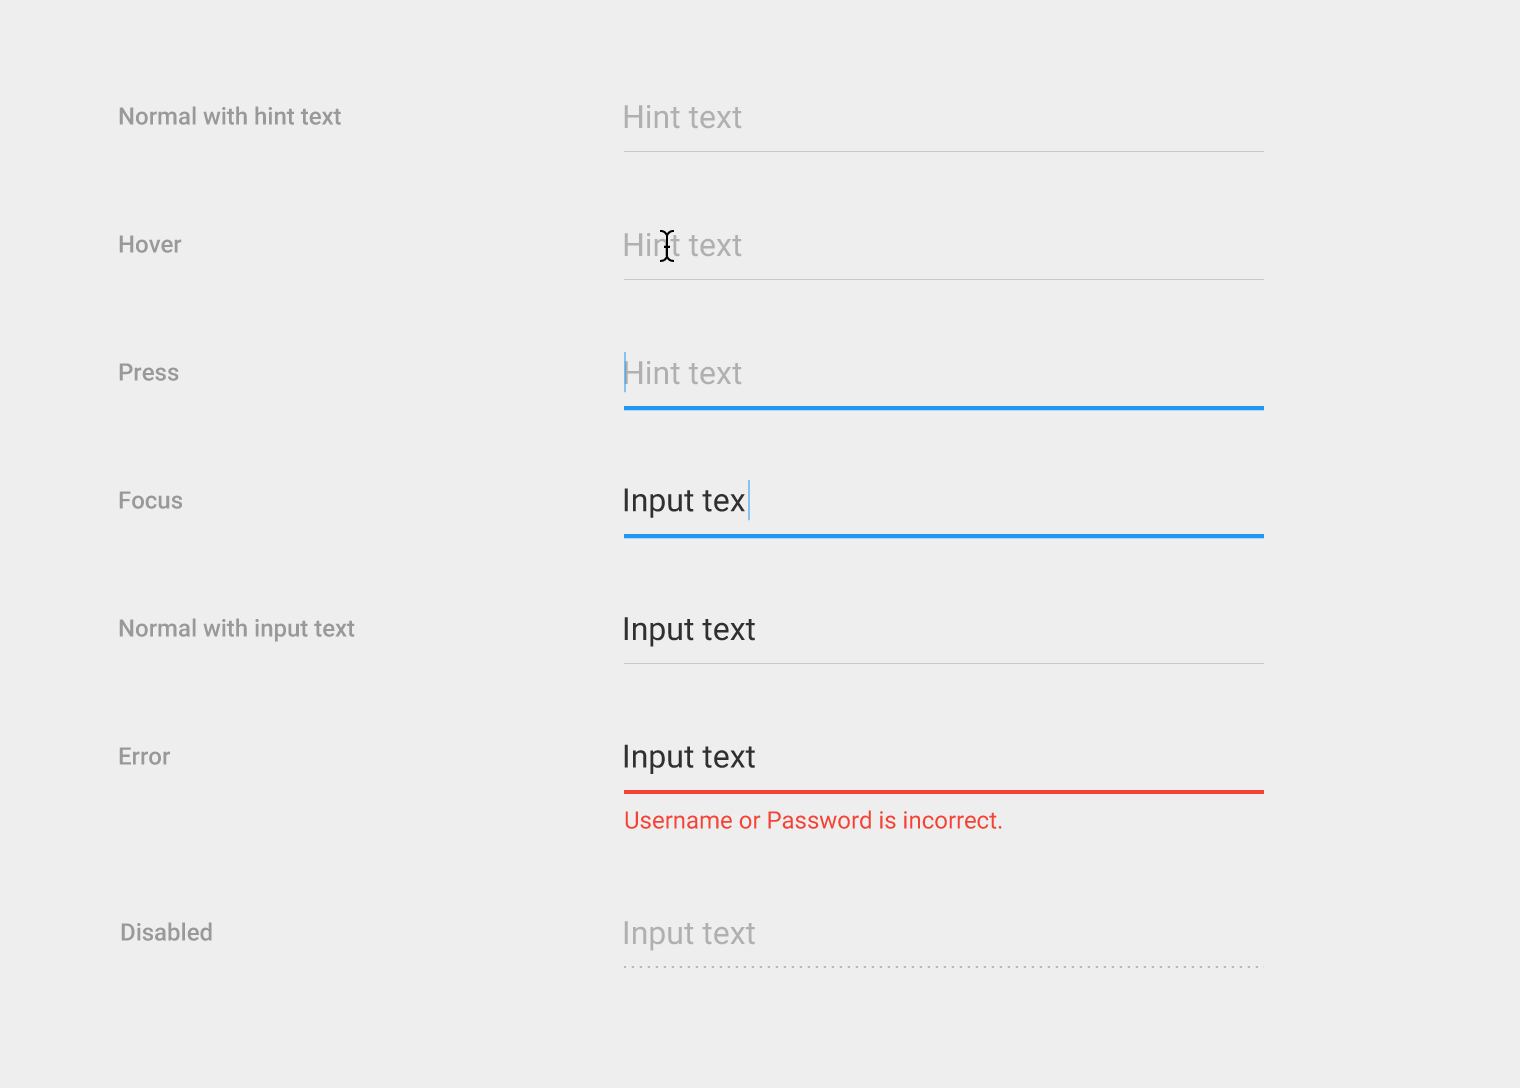 Normal with hint text
Hint text
Hover
Hint text
Press
Hint text
Focus
Input tex
Normal with input text
Input text
Error
Input text
Username or Password is incorrect.
Disabled
Input text